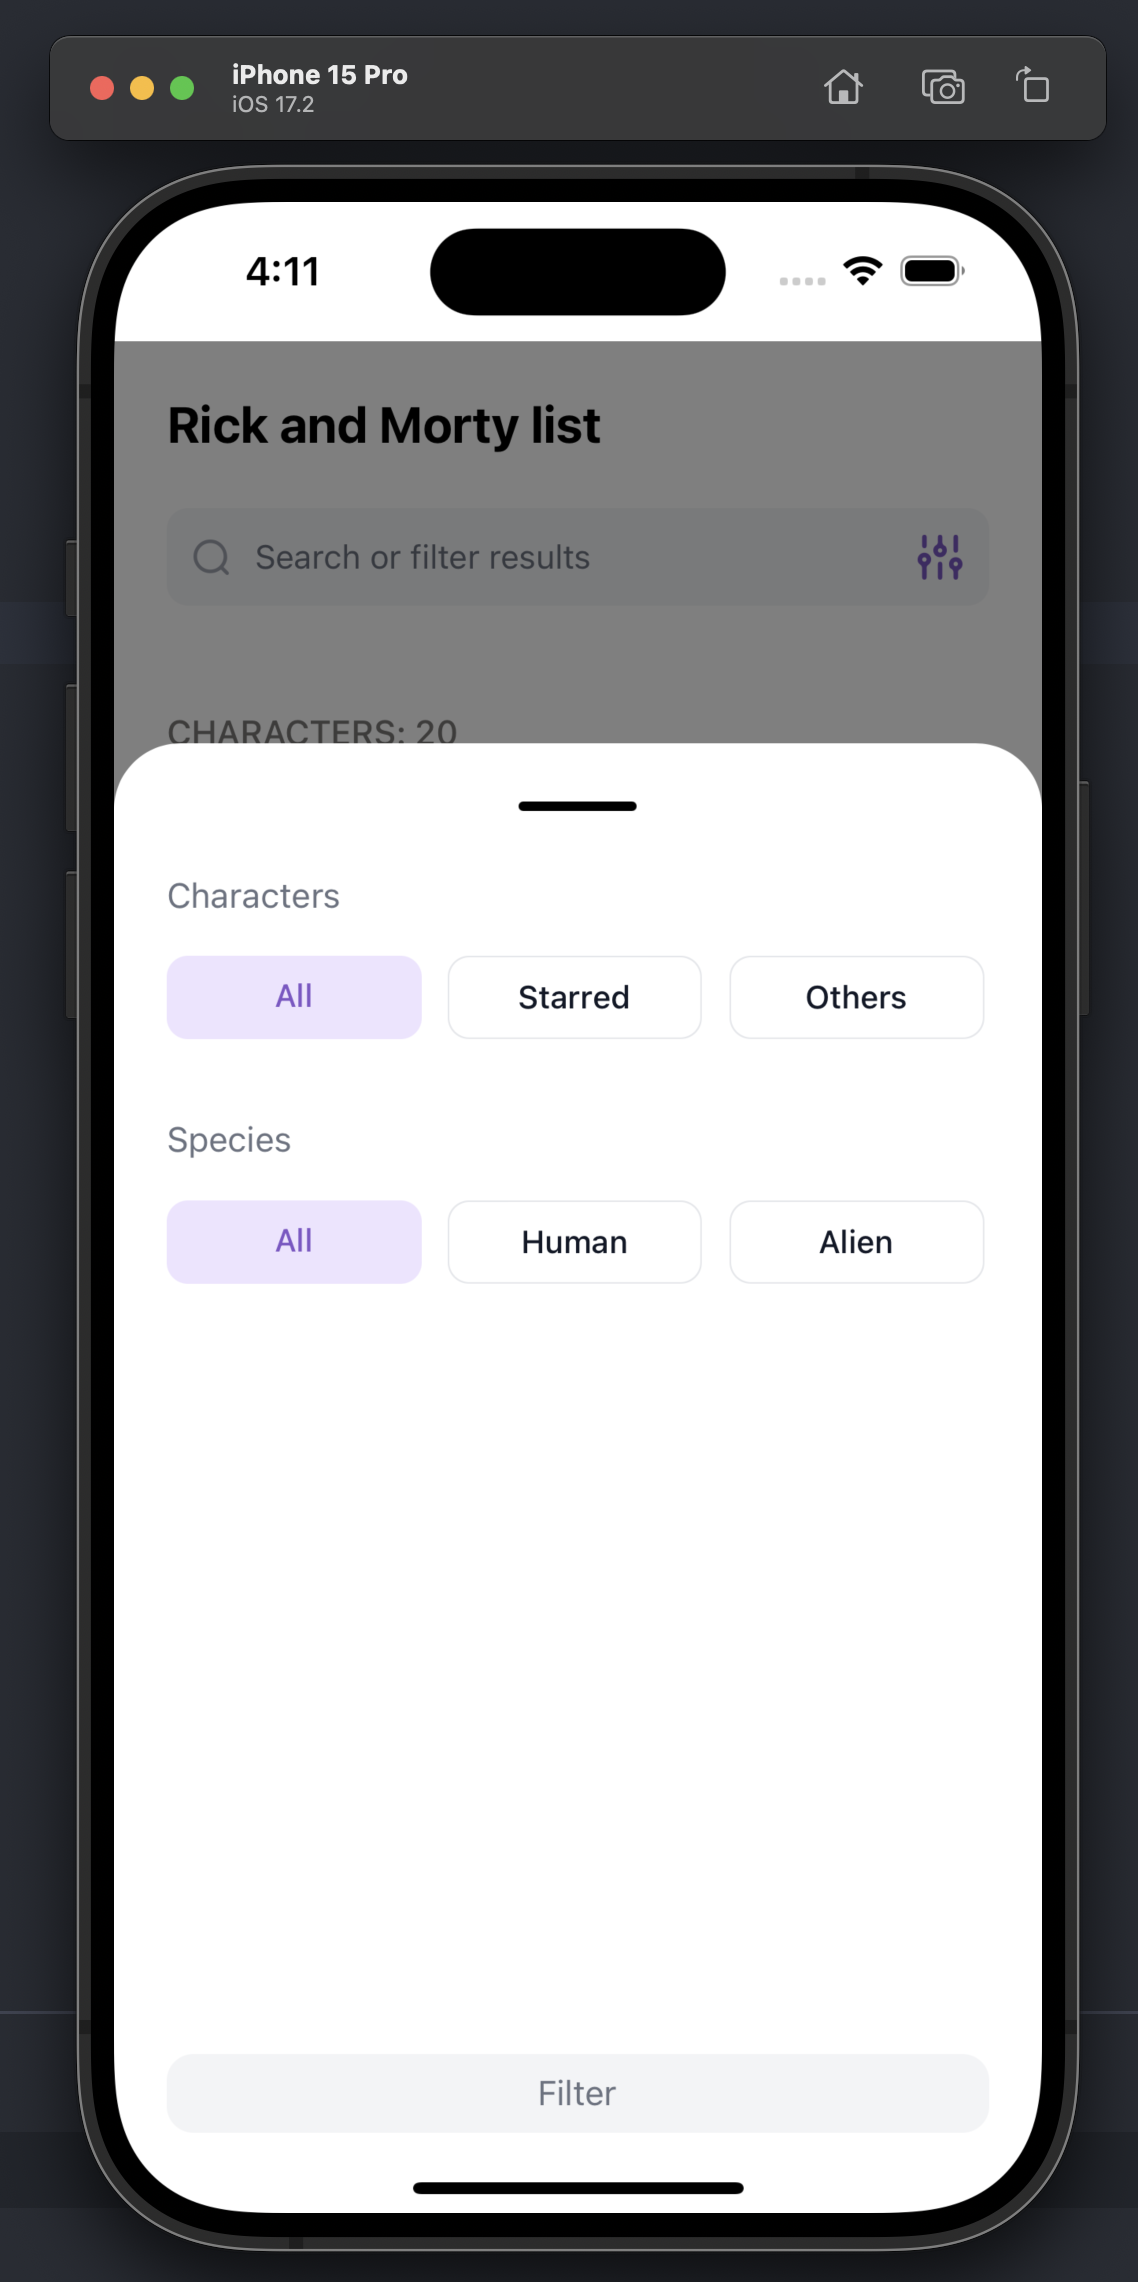 iPhone 15 Pro
iOS 17.2
4:11
Rick and Morty list
Search or filter results
CHARACTERS: 20
Characters
All
Starred
Others
Species
All
Human
Alien
Filter